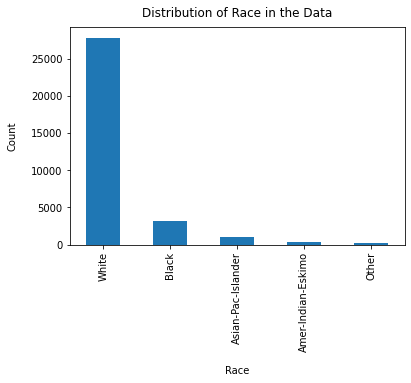 Distribution of Race in the Data
25000
20000
15000
10000
5000
0
Count
White
Black
Asian-Pac-Islander
Amer-Indian-Eskimo
Other
Race